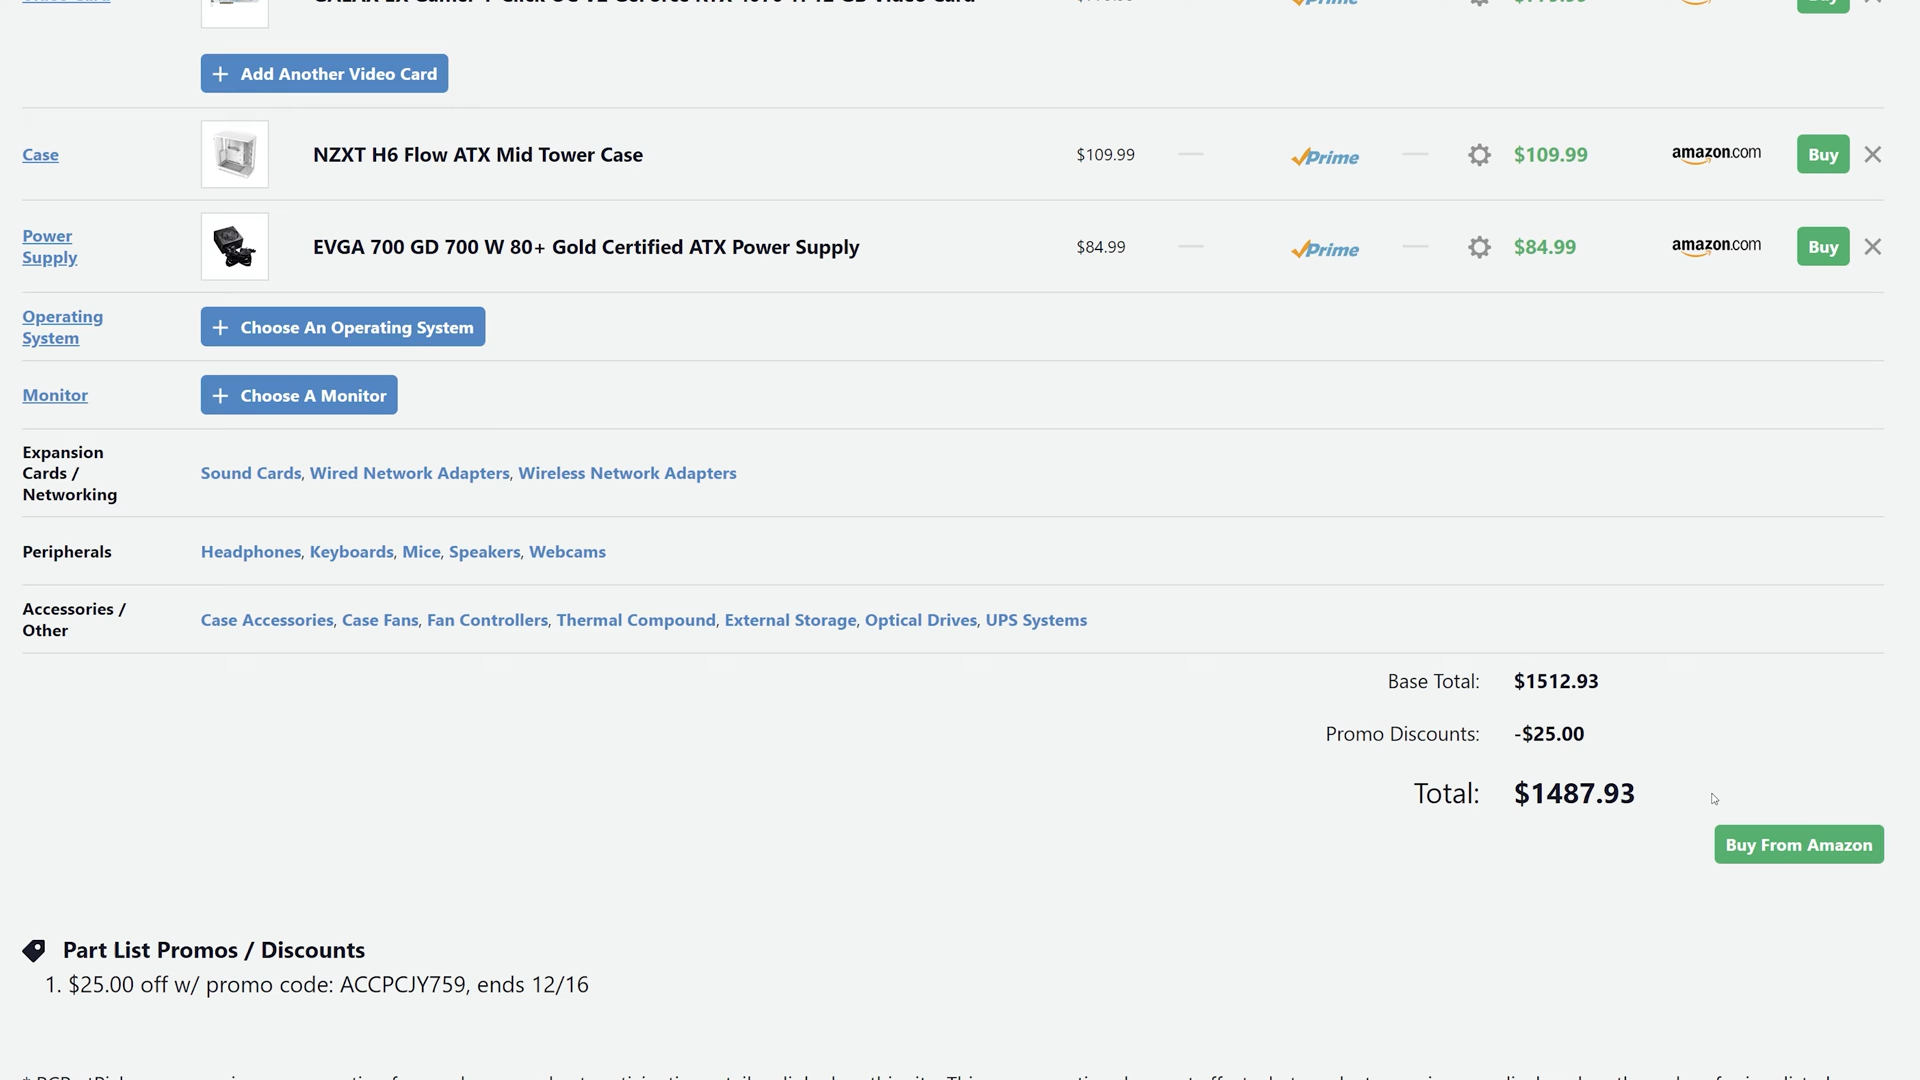 Add Another Video Card
Case NZXT H6 Flow ATX Mid Tower Case $109.99 Prime $109.99 amazon.com Buy
Power
Supply EVGA 700 GD 700 W 80+ Gold Certified ATX Power Supply $84.99 Prime $84.99 amazon.com Buy
Operating
System Choose An Operating System
Monitor Choose A Monitor
Expansion
Cards /
Networking
Sound Cards, Wired Network Adapters, Wireless Network Adapters
Peripherals Headphones, Keyboards, Mice, Speakers, Webcams
Accessories /
Other
Case Accessories, Case Fans, Fan Controllers, Thermal Compound, External Storage, Optical Drives, UPS Systems
Base Total: $1512.93
Promo Discounts: -$25.00
Total: $1487.93
Buy From Amazon
Part List Promos / Discounts
1. $25.00 off w/ promo code: ACCPCJY759, ends 12/16